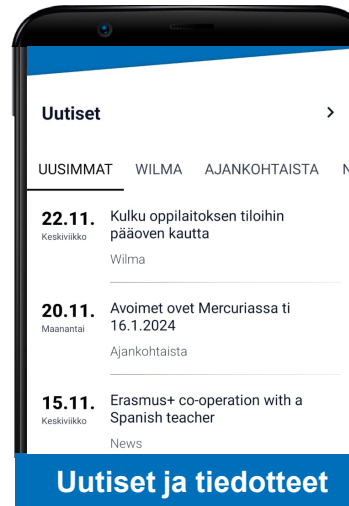 Uutiset
UUSIMMAT WILMA AJANKOHTAISTA N
22.11. Kulku oppilaitoksen tiloihin
Keskiviikko pääoven kautta
Wilma
20.11. Avoimet ovet Mercuriassa ti
Maanantai 16.1.2024
Ajankohtaista
15.11. Erasmus+ co-operation with a
Keskiviikko Spanish teacher
News
Uutiset ja tiedotteet